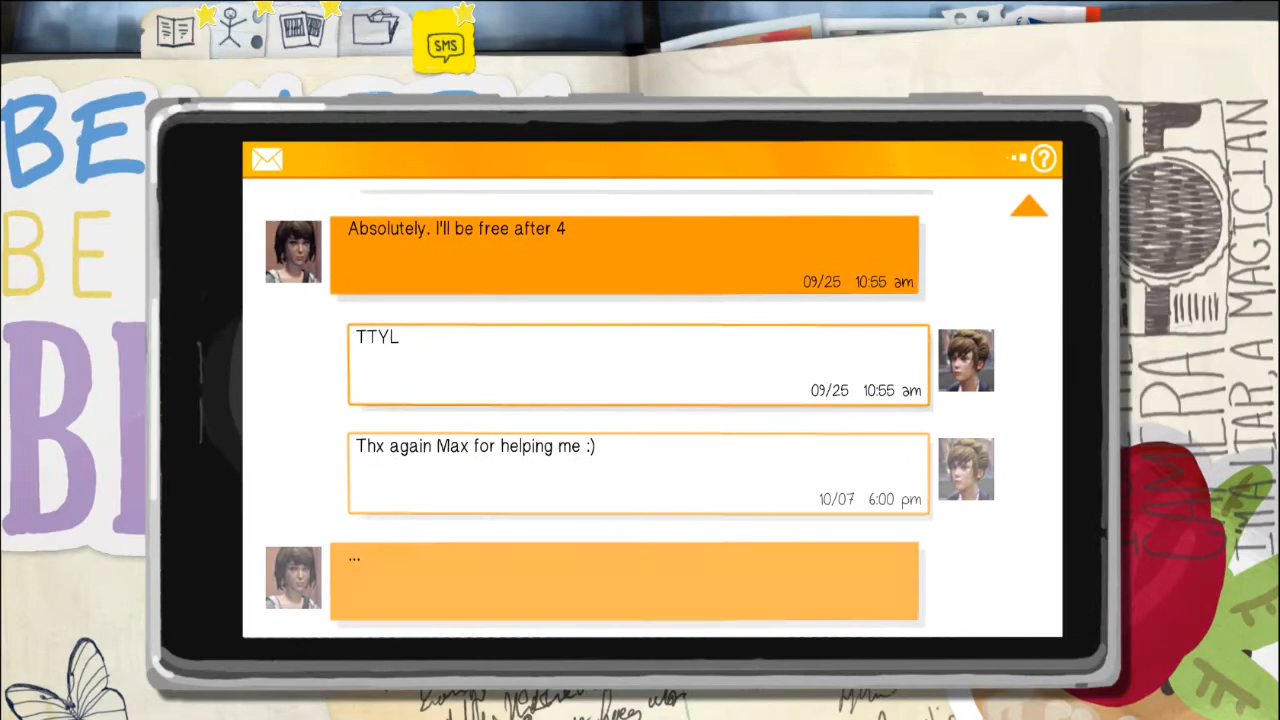 SMS
?
Absolutely. I'll be free after 4
09/25 10:55 am
TTYL
09/25 10:55 am
Thx again Max for helping me :)
10/07 6:00 pm
...
BE
BE
CAMERA
LIAR, A MAGICIAN